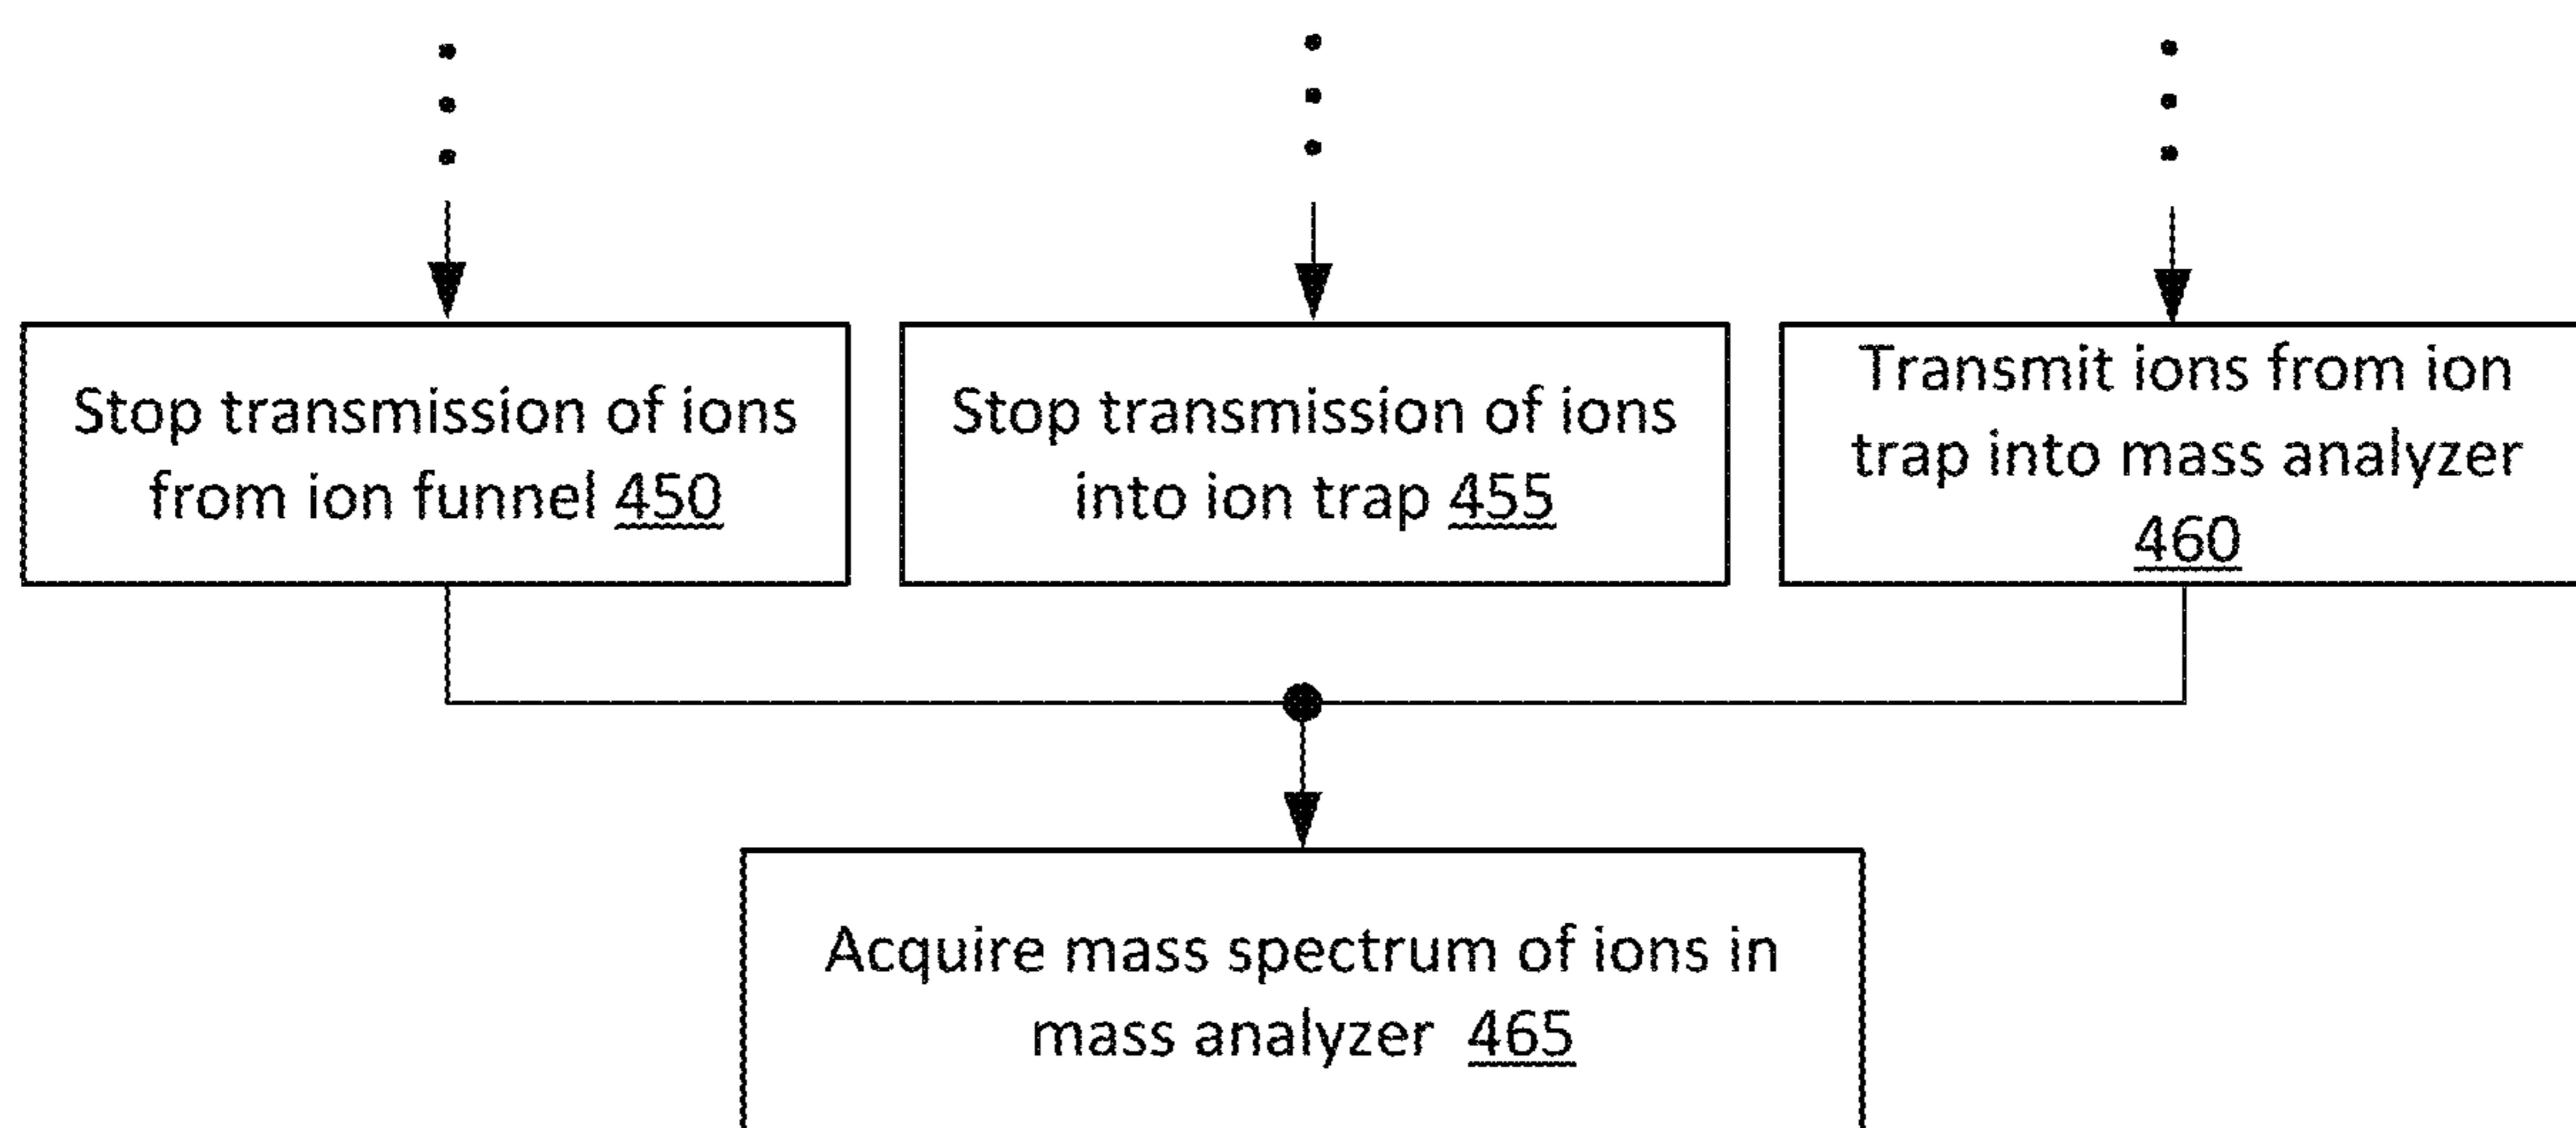 Stop transmission of ions
from ion funnel 450
Stop transmission of ions
into ion trap 455
Transmit ions from ion
trap into mass analyzer
460
Acquire mass spectrum of ions in
mass analyzer 465